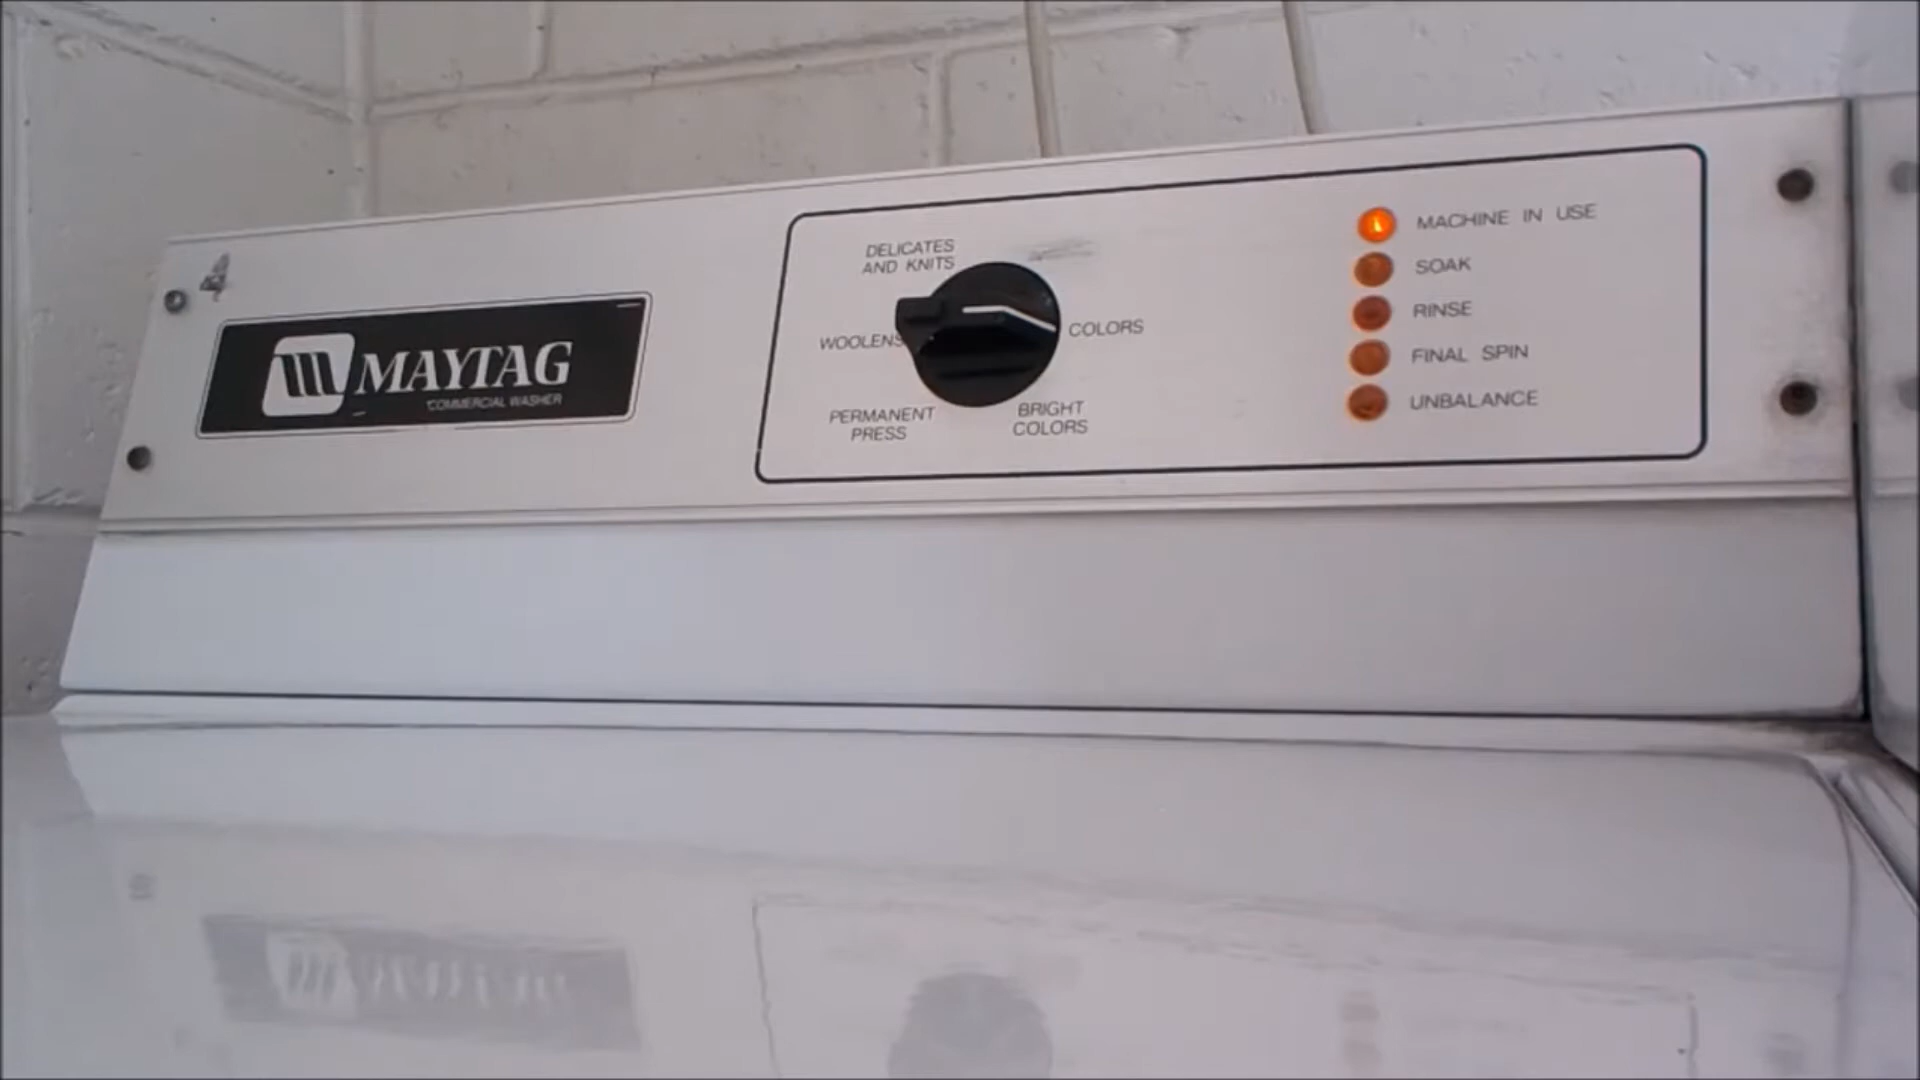 4
MAYTAG
COMMERCIAL WASHER
DELICATES
AND KNITS
WOOLENS
PERMANENT
PRESS
COLORS
BRIGHT
COLORS
MACHINE IN USE
SOAK
RINSE
FINAL SPIN
UNBALANCE